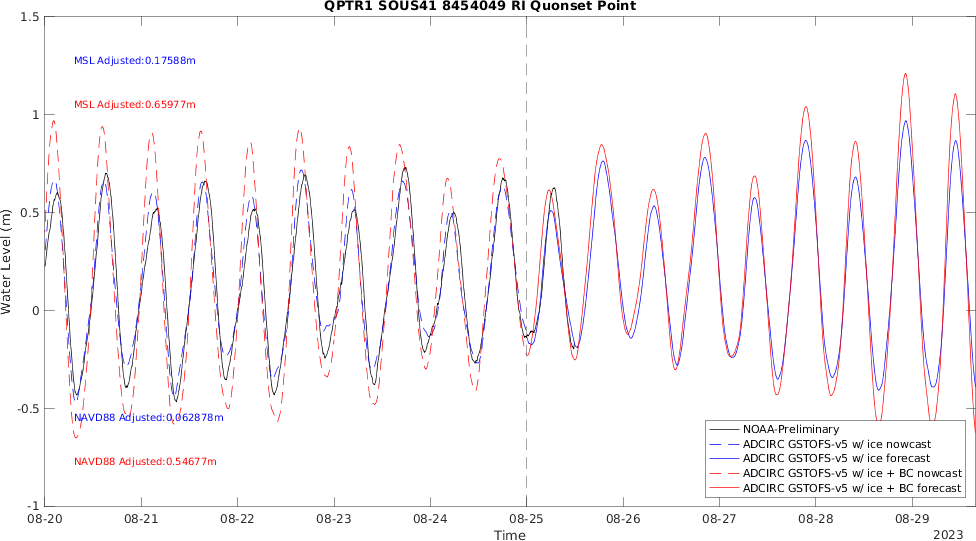 QPTR1 SOUS41 8454049 RI Quonset Point
1.5
1
0.5
0
-0.5
-1
Water Level (m)
MSL Adjusted:0.17588m
MSL Adjusted:0.65977m
NAVD88 Adjusted:0.062878m
NAVD88 Adjusted:0.54677m
NOAA-Preliminary
ADCIRC GSTOFS-v5 w/ ice nowcast
ADCIRC GSTOFS-v5 w/ ice forecast
ADCIRC GSTOFS-v5 w/ ice + BC nowcast
ADCIRC GSTOFS-v5 w/ ice + BC forecast
08-20 08-21 08-22 08-23 08-24 08-25 08-26 08-27 08-28 08-29
Time
2023